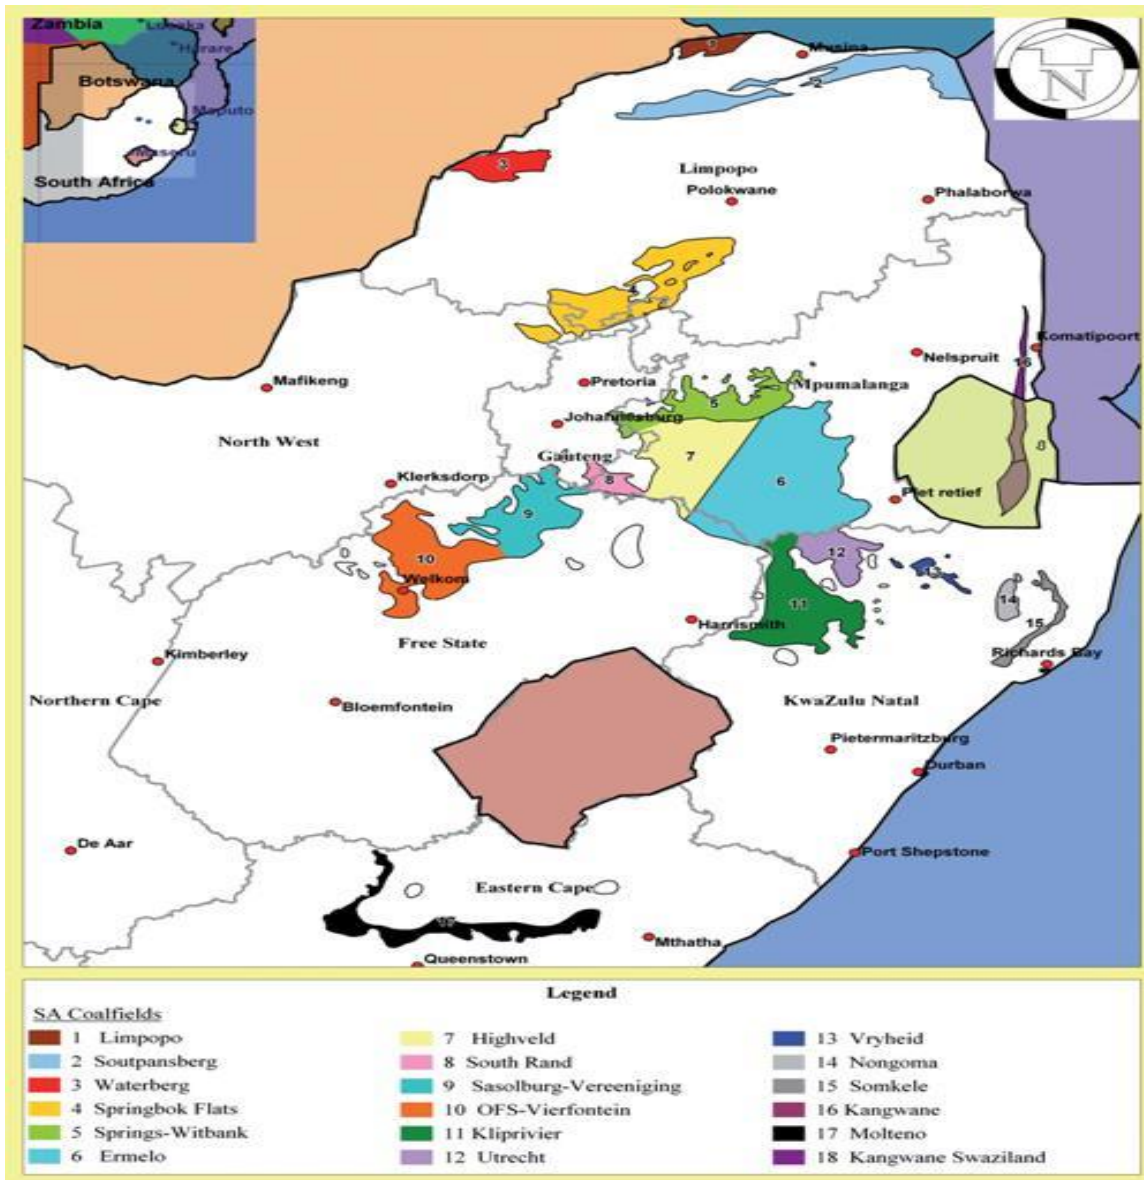 Zambia
Lusaka
Harare
Botswana
Maputo
Maseru
South Africa
N
1
Musina
2
3
Limpopo
Polokwane
Phalaborwa
4
Komatipoort
16
Nelspruit
Mafikeng
Pretoria
Mpumalanga
5
Johannesburg
North West
Gauteng
7
8
Klerksdorp
8
6
Piet retief
9
10
12
Welkom
13
11
14
Harrismith
15
Free State
Kimberley
Richards Bay
Northern Cape
Bloemfontein
KwaZulu Natal
Pietermaritzburg
Durban
De Aar
Port Shepstone
Eastern Cape
17
Mthatha
Queenstown
Legend
SA Coalfields
1 Limpopo
2 Soutpansberg
3 Waterberg
4 Springbok Flats
5 Springs-Witbank
6 Ermelo
7 Highveld
8 South Rand
9 Sasolburg-Vereeniging
10 OFS-Vierfontein
11 Kliprivier
12 Utrecht
13 Vryheid
14 Nongoma
15 Somkele
16 Kangwane
17 Molteno
18 Kangwane Swaziland